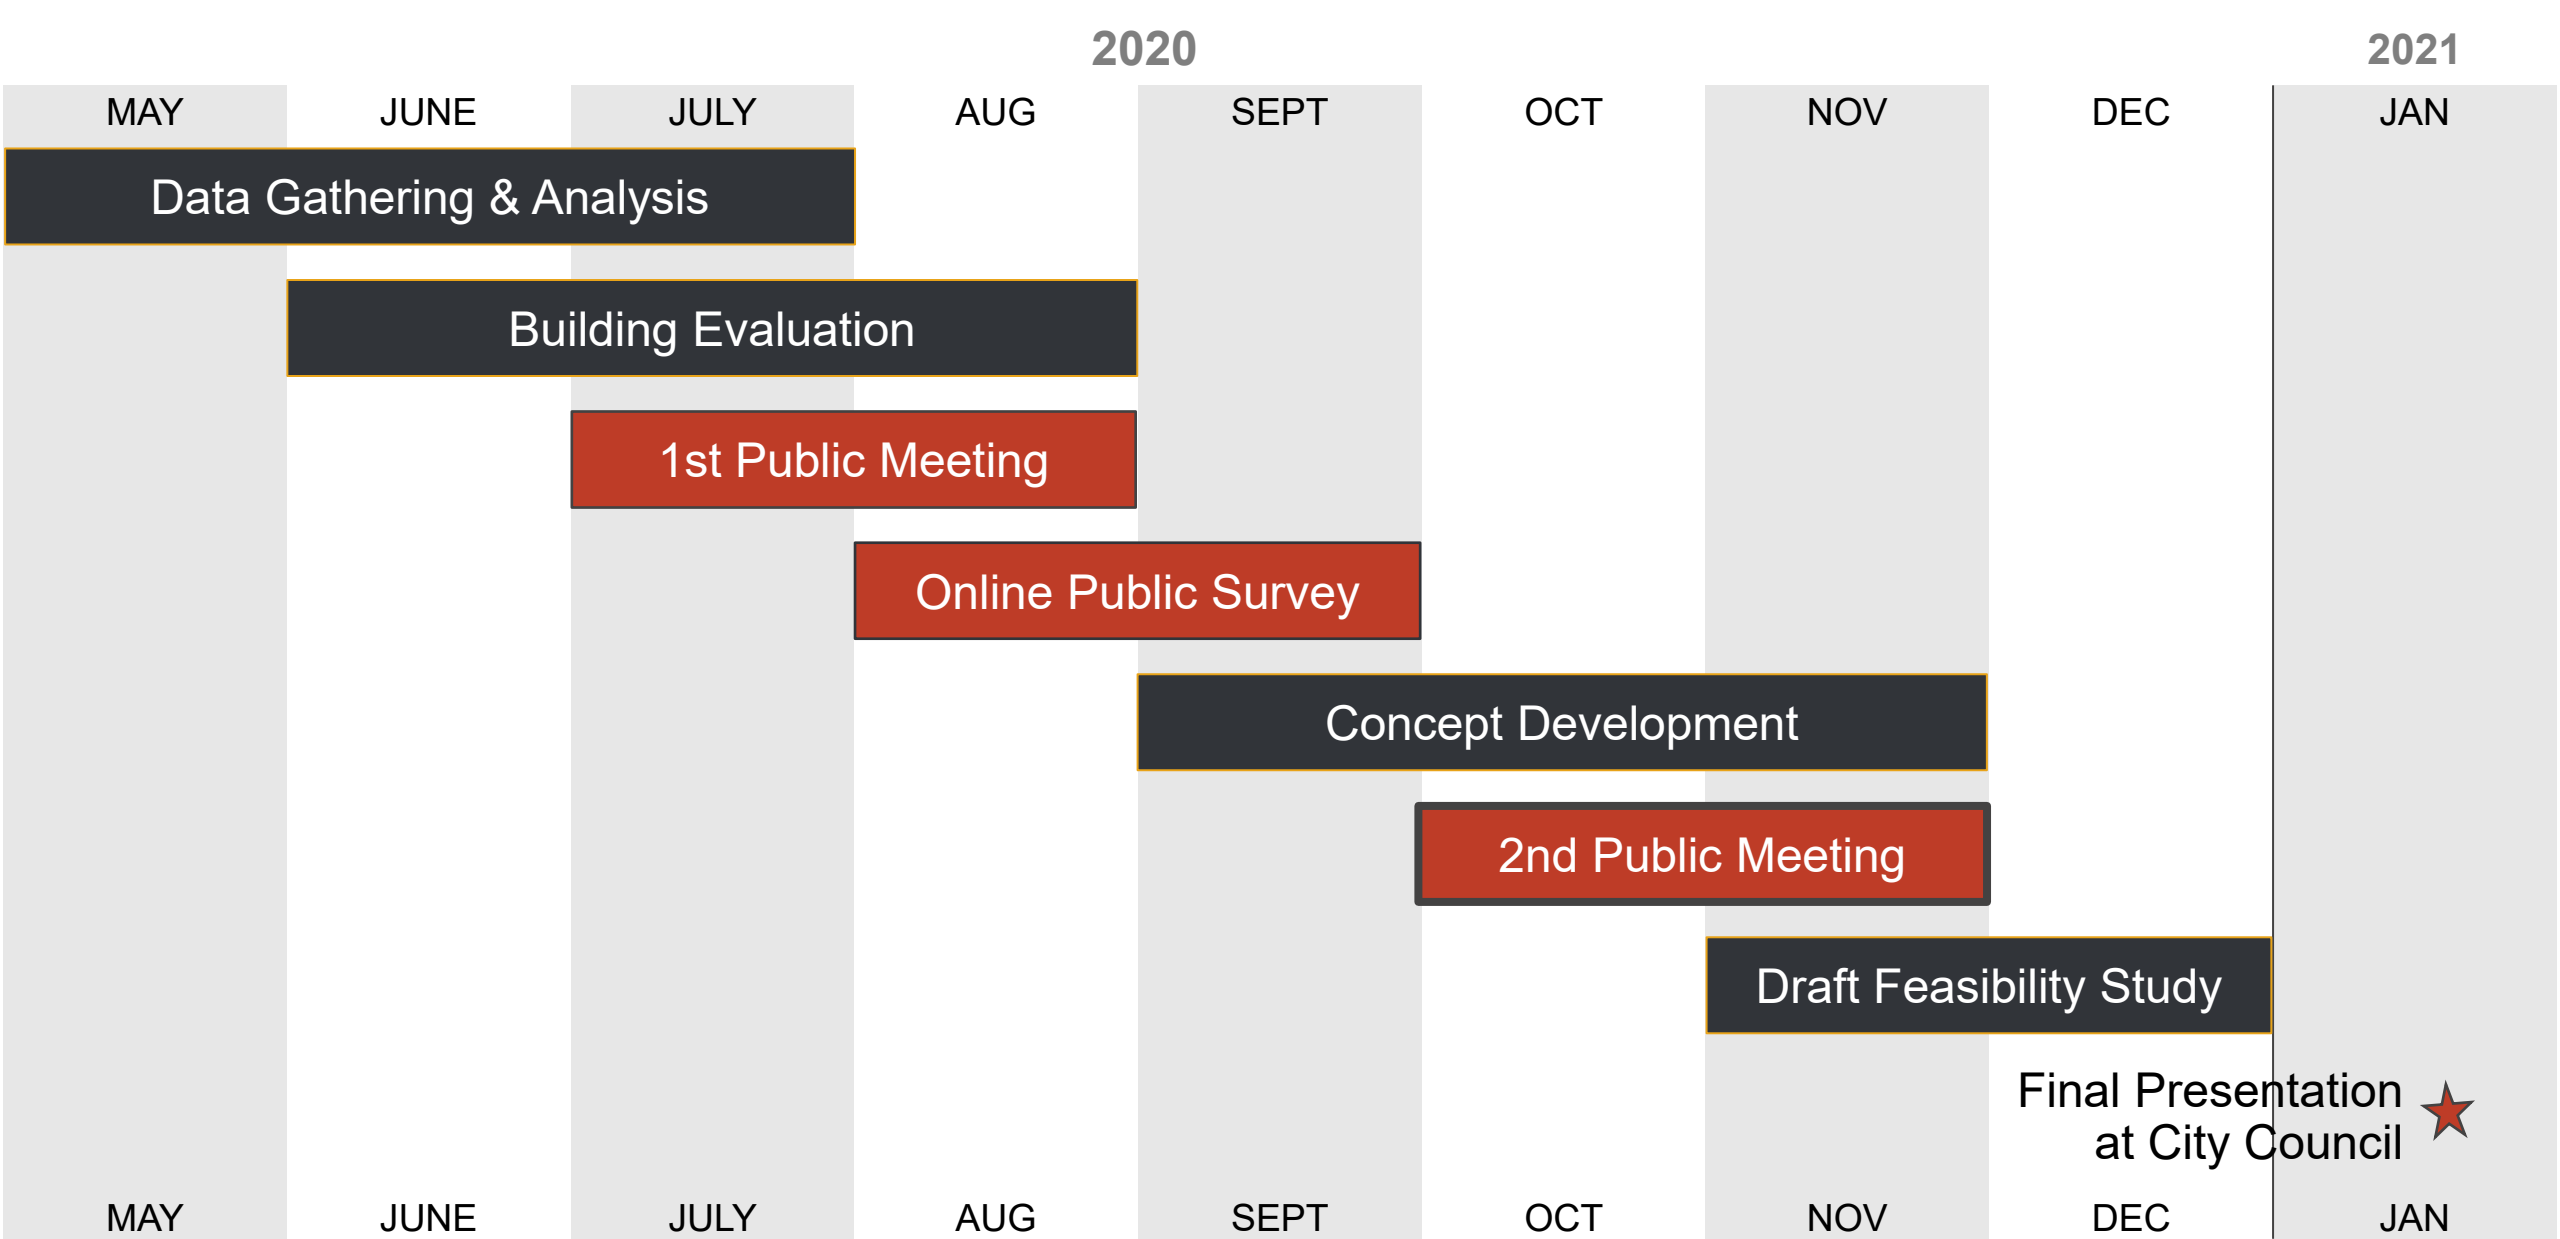 2020 2021
MAY JUNE JULY AUG SEPT OCT NOV DEC JAN
Data Gathering & Analysis
Building Evaluation
1st Public Meeting
Online Public Survey
Concept Development
2nd Public Meeting
Draft Feasibility Study
Final Presentation
at City Council
MAY JUNE JULY AUG SEPT OCT NOV DEC JAN